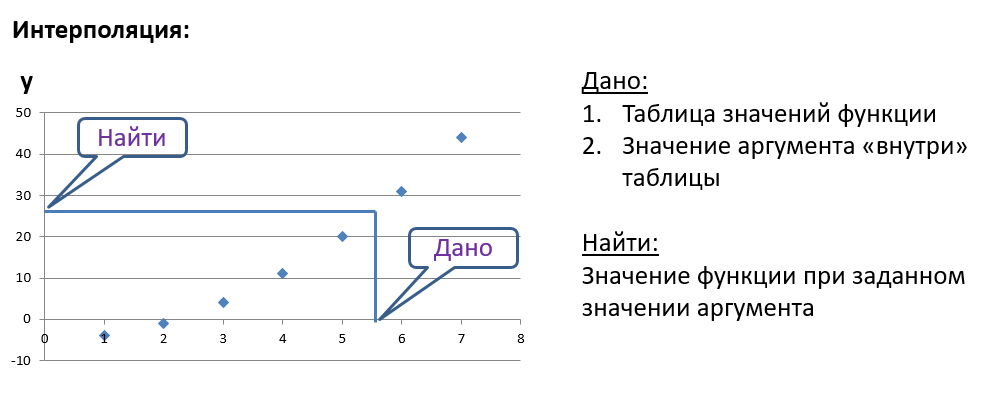 Интерполяция:
y
50
40
30
20
10
0
-10
0 1 2 3 4 5 6 7 8
Найти
Дано
Дано:
1. Таблица значений функции
2. Значение аргумента «внутри»
таблицы
Найти:
Значение функции при заданном
значении аргумента